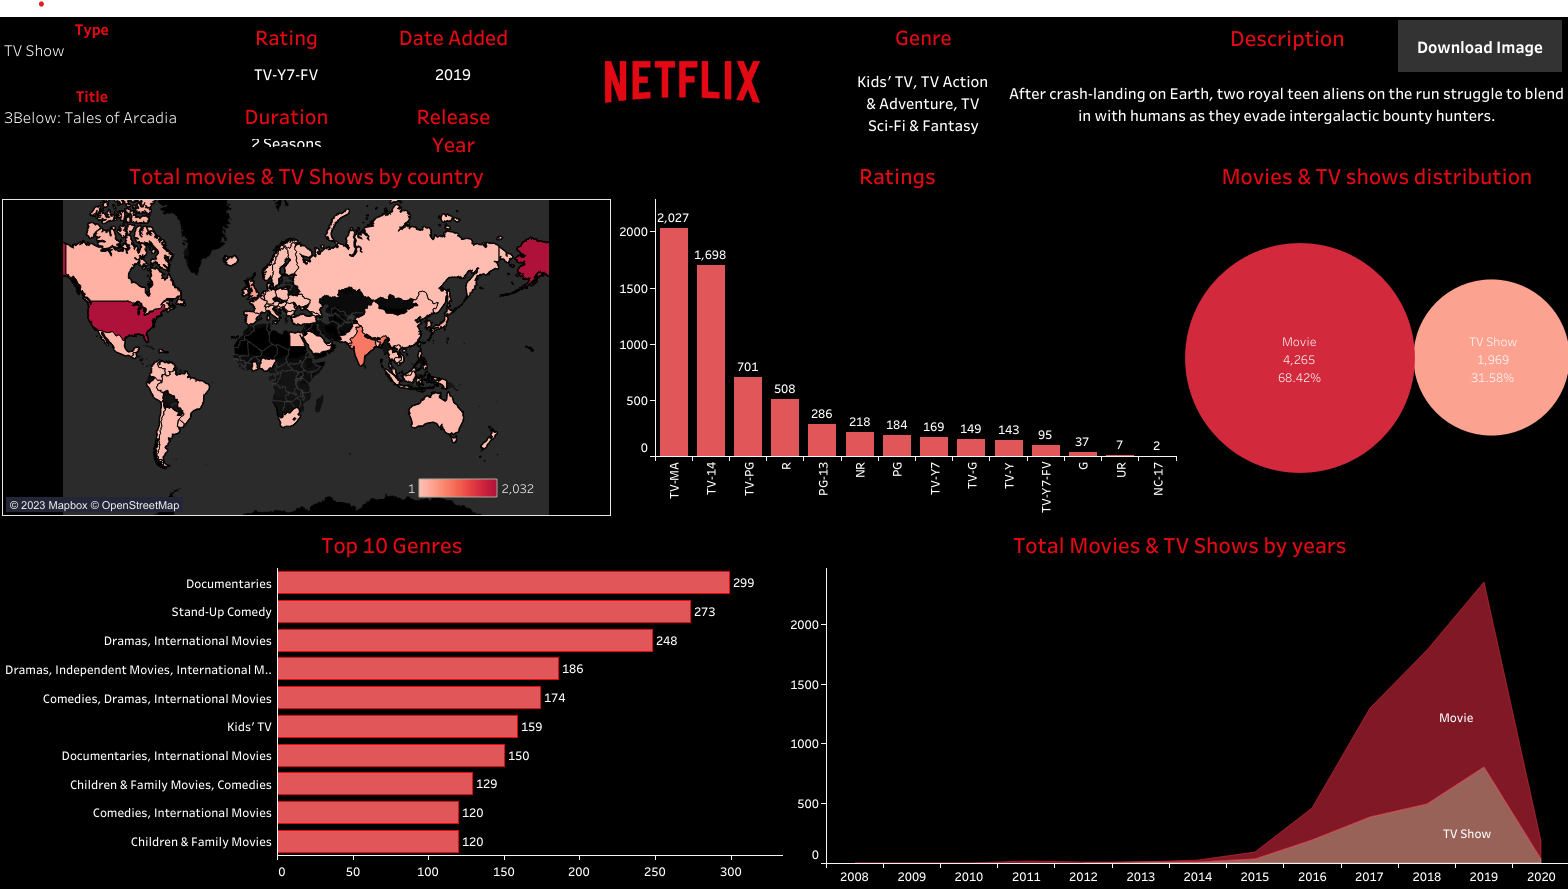 Type
TV Show
Title
3Below: Tales of Arcadia
Rating
TV-Y7-FV
Duration
2 Seasons
Date Added
2019
Release
Year
NETFLIX
Genre
Kids’ TV, TV Action
& Adventure, TV
Sci-Fi & Fantasy
Description
After crash-landing on Earth, two royal teen aliens on the run struggle to blend
in with humans as they evade intergalactic bounty hunters.
Download Image
Total movies & TV Shows by country
1
2,032
© 2023 Mapbox © OpenStreetMap
Ratings
2000
1500
1000
500
0
2,027
1,698
701
508
286
218
184
169
149
143
95
37
7
2
TV-MA
TV-14
TV-PG
R
PG-13
NR
PG
TV-Y7
TV-G
TV-Y
TV-Y7-FV
G
UR
NC-17
Movies & TV shows distribution
Movie
4,265
68.42%
TV Show
1,969
31.58%
Top 10 Genres
Documentaries 299
Stand-Up Comedy 273
Dramas, International Movies 248
Dramas, Independent Movies, International M.. 186
Comedies, Dramas, International Movies 174
Kids’ TV 159
Documentaries, International Movies 150
Children & Family Movies, Comedies 129
Comedies, International Movies 120
Children & Family Movies 120
0 50 100 150 200 250 300
Total Movies & TV Shows by years
2000
1500
1000
500
0
Movie
TV Show
2008 2009 2010 2011 2012 2013 2014 2015 2016 2017 2018 2019 2020